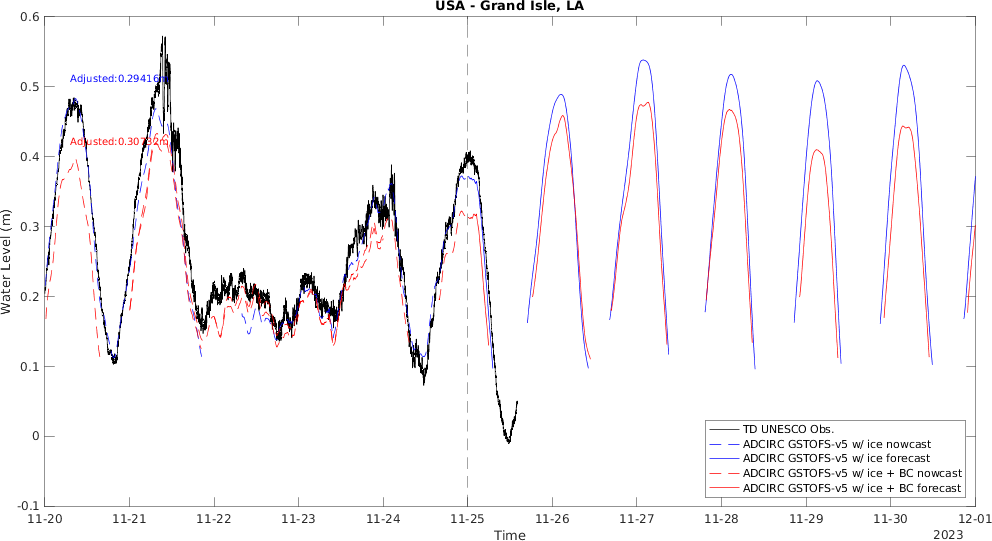 USA - Grand Isle, LA
0.6
0.5
0.4
0.3
0.2
0.1
0
-0.1
Water Level (m)
Adjusted:0.29416m
Adjusted:0.30732m
TD UNESCO Obs.
ADCIRC GSTOFS-v5 w/ ice nowcast
ADCIRC GSTOFS-v5 w/ ice forecast
ADCIRC GSTOFS-v5 w/ ice + BC nowcast
ADCIRC GSTOFS-v5 w/ ice + BC forecast
11-20 11-21 11-22 11-23 11-24 11-25 11-26 11-27 11-28 11-29 11-30 12-01
Time
2023